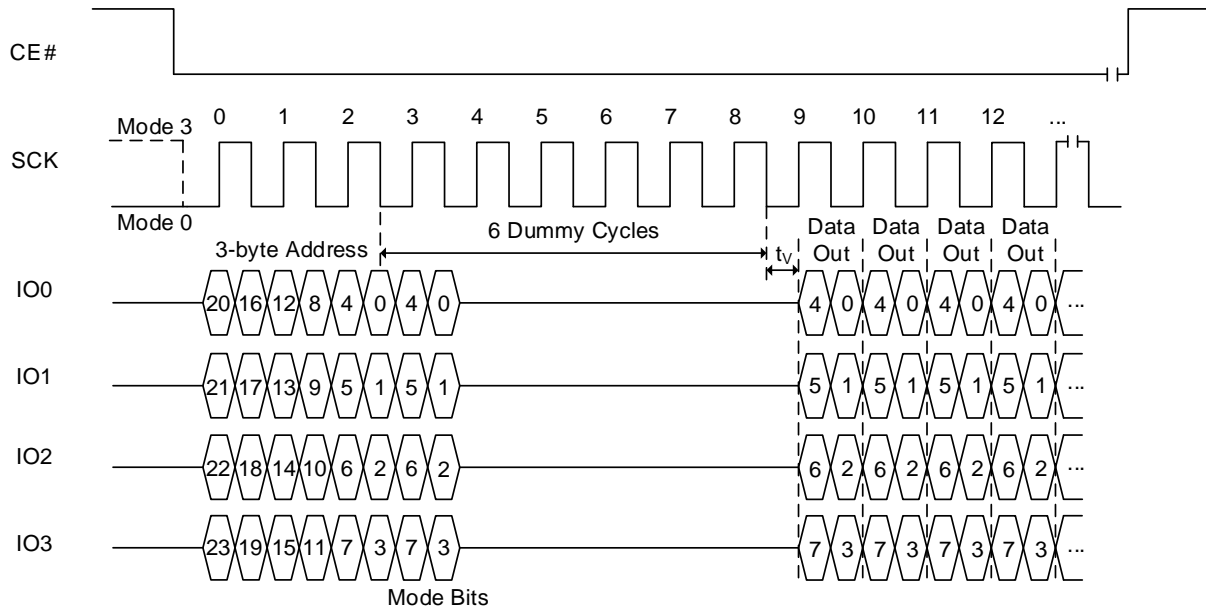 CE#
0 1 2 3 4 5 6 7 8 9 10 11 12 ...
Mode 3
SCK
Mode 0
6 Dummy Cycles
Data Out Data Out Data Out Data Out
3-byte Address
tV
IO0 20 16 12 8 4 0 4 0 4 0 4 0 4 0 4 0 ...
IO1 21 17 13 9 5 1 5 1 5 1 5 1 5 1 5 1 ...
IO2 22 18 14 10 6 2 6 2 6 2 6 2 6 2 6 2 ...
IO3 23 19 15 11 7 3 7 3 7 3 7 3 7 3 7 3 ...
Mode Bits